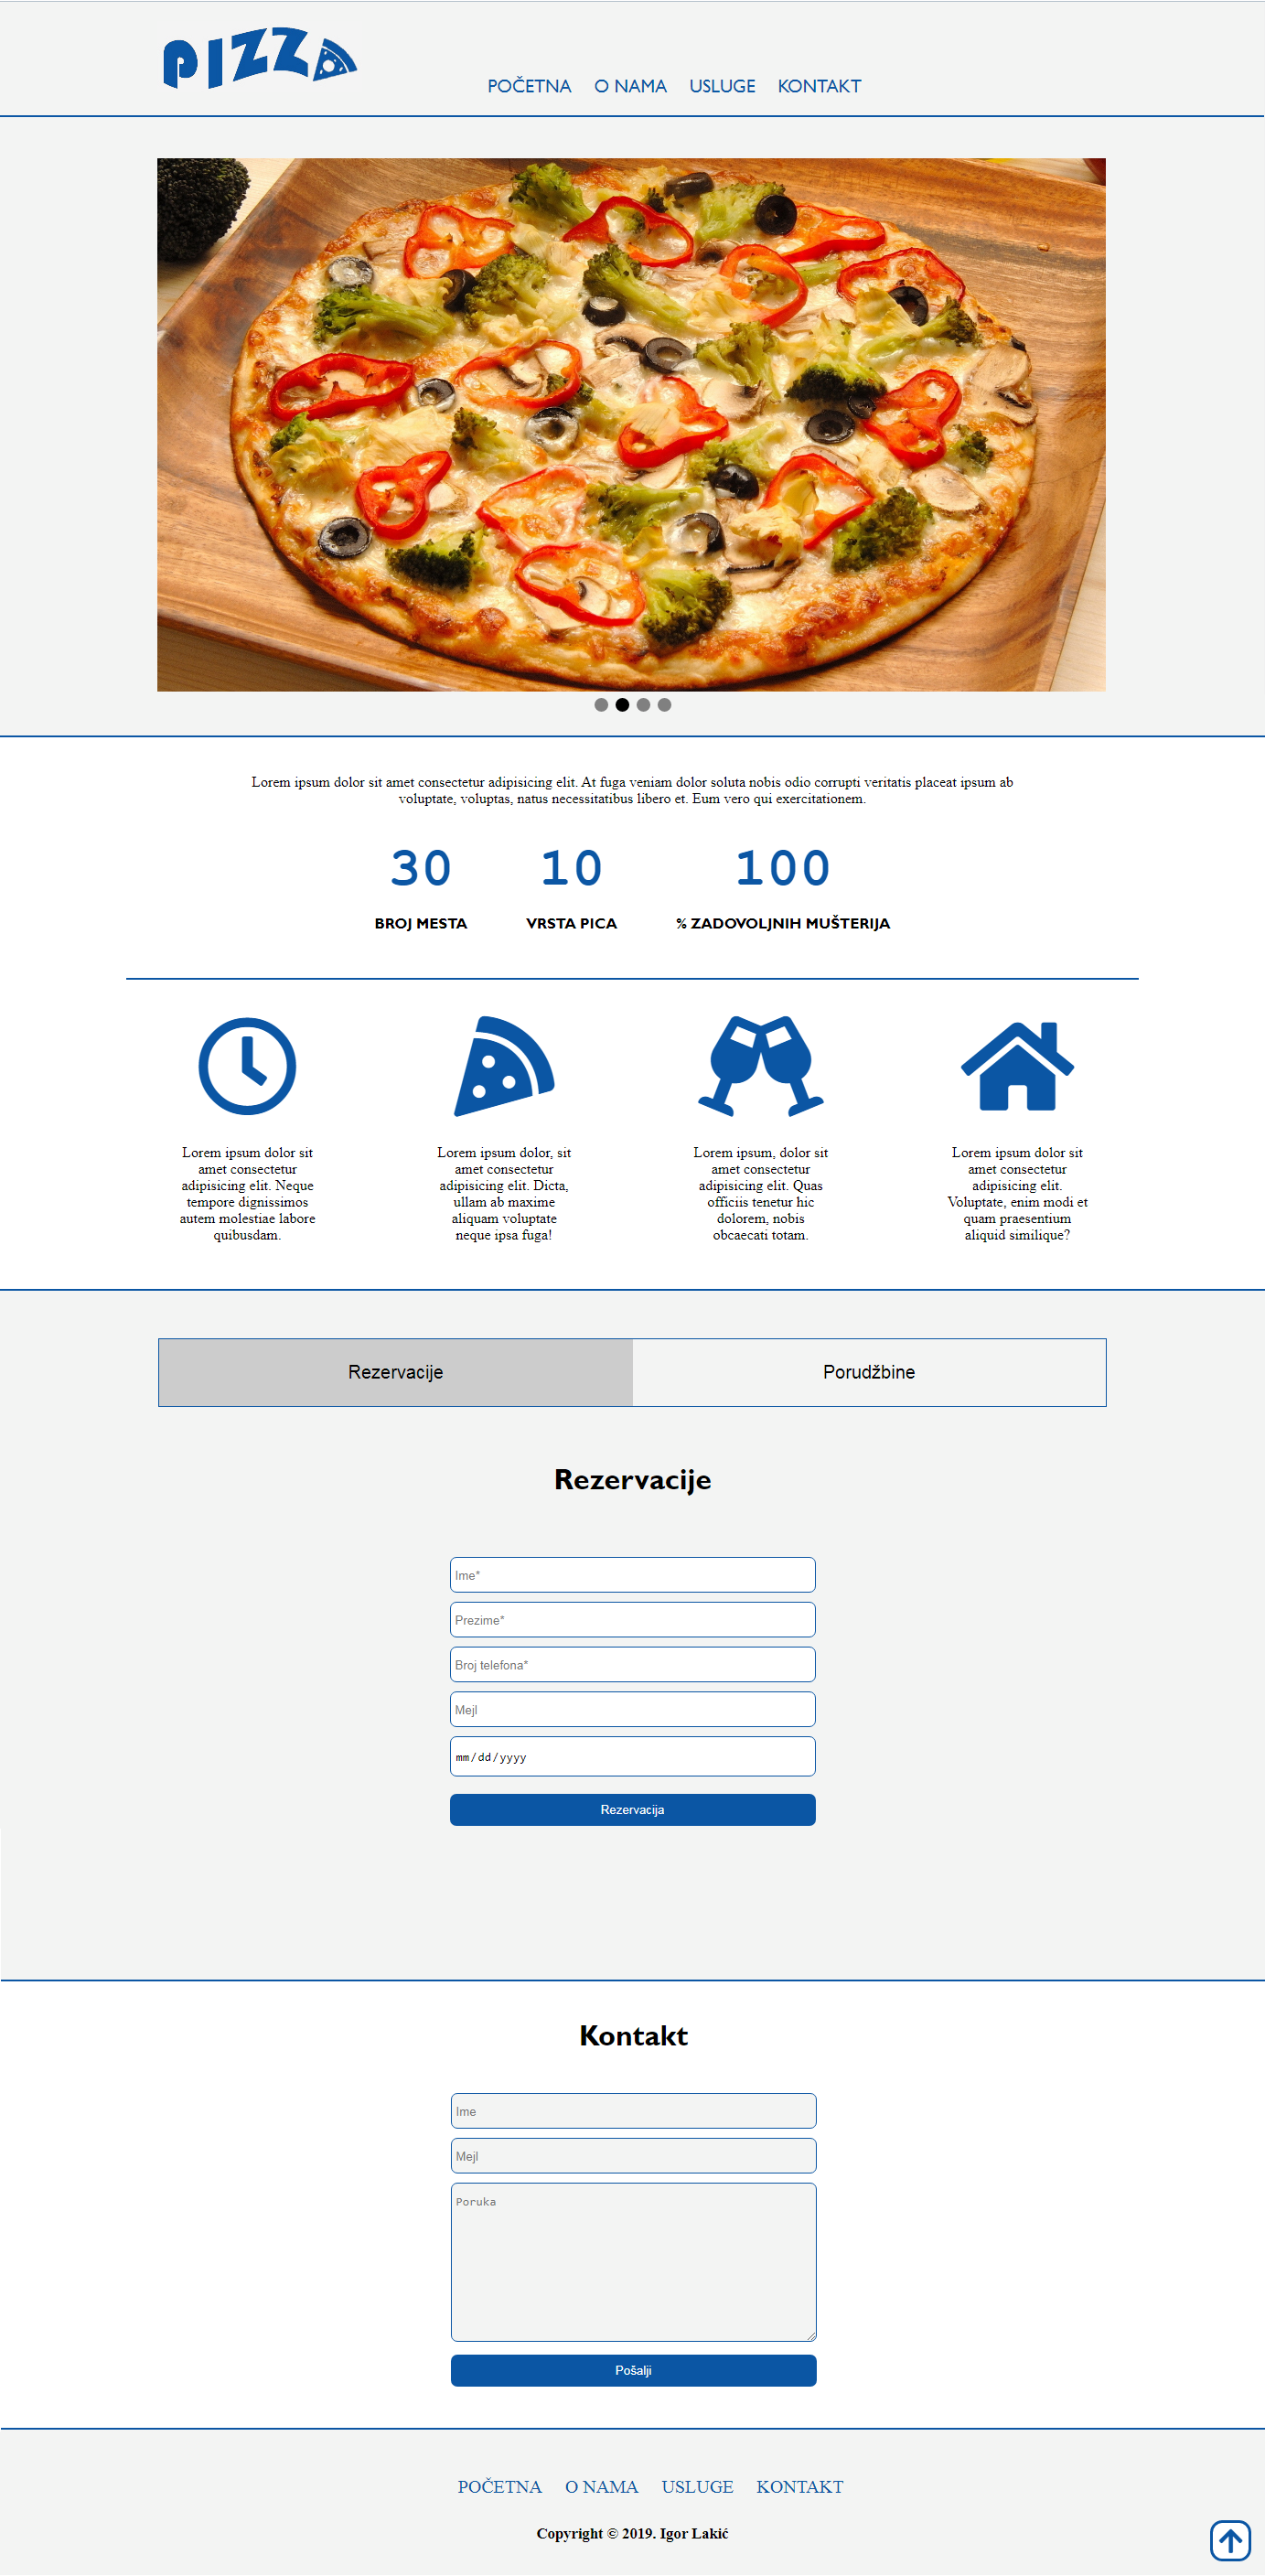 PIZZ
POČETNA O NAMA USLUGE KONTAKT
Lorem ipsum dolor sit amet consectetur adipisicing elit. At fuga veniam dolor soluta nobis odio corrupti veritatis placeat ipsum ab
voluptate, voluptas, natus necessitatibus libero et. Eum vero qui exercitationem.
30 10 100
BROJ MESTA VRSTA PICA % ZADOVOLJNIH MUŠTERIJA
Lorem ipsum dolor sit
amet consectetur
adipisicing elit. Neque
tempore dignissimos
autem molestiae labore
quibusdam.
Lorem ipsum dolor, sit
amet consectetur
adipisicing elit. Dicta,
ullam ab maxime
aliquam voluptate
neque ipsa fuga!
Lorem ipsum, dolor sit
amet consectetur
adipisicing elit. Quas
officiis tenetur hic
dolorem, nobis
obcaecati totam.
Lorem ipsum dolor sit
amet consectetur
adipisicing elit.
Voluptate, enim modi et
quam praesentium
aliquid similique?
Rezervacije Porudžbine
Rezervacije
Ime*
Prezime*
Broj telefona*
Mejl
mm/dd/yyyy
Rezervacija
Kontakt
Ime
Mejl
Poruka
Pošalji
POČETNA O NAMA USLUGE KONTAKT
Copyright © 2019. Igor Lakić